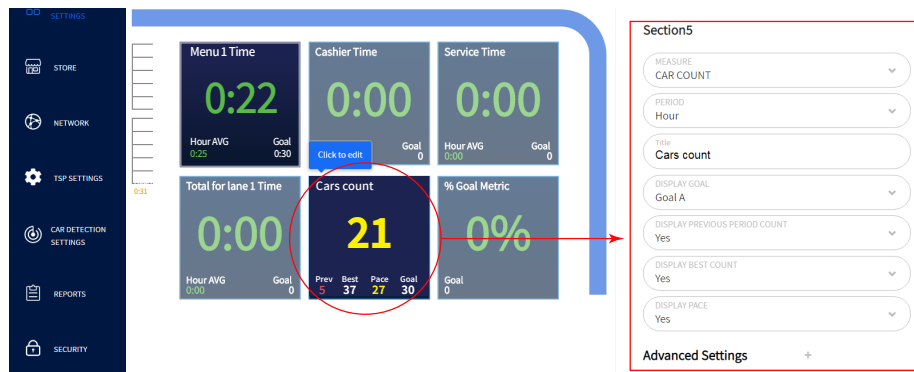 SETTINGS
STORE
NETWORK
TSP SETTINGS
CAR DETECTION
SETTINGS
REPORTS
SECURITY
0:31
Menu 1 Time
0:22
Hour AVG Goal
0:25 0:30
Cashier Time
0:00
Goal
0
Click to edit
Service Time
0:00
Hour AVG Goal
0:00 0
Total for lane 1 Time
0:00
Hour AVG Goal
0:00 0
Cars count
21
Prev Best Pace Goal
5 37 27 30
% Goal Metric
0%
Goal
0
Section5
MEASURE
CAR COUNT
PERIOD
Hour
Title
Cars count
DISPLAY GOAL
Goal A
DISPLAY PREVIOUS PERIOD COUNT
Yes
DISPLAY BEST COUNT
Yes
DISPLAY PACE
Yes
Advanced Settings +